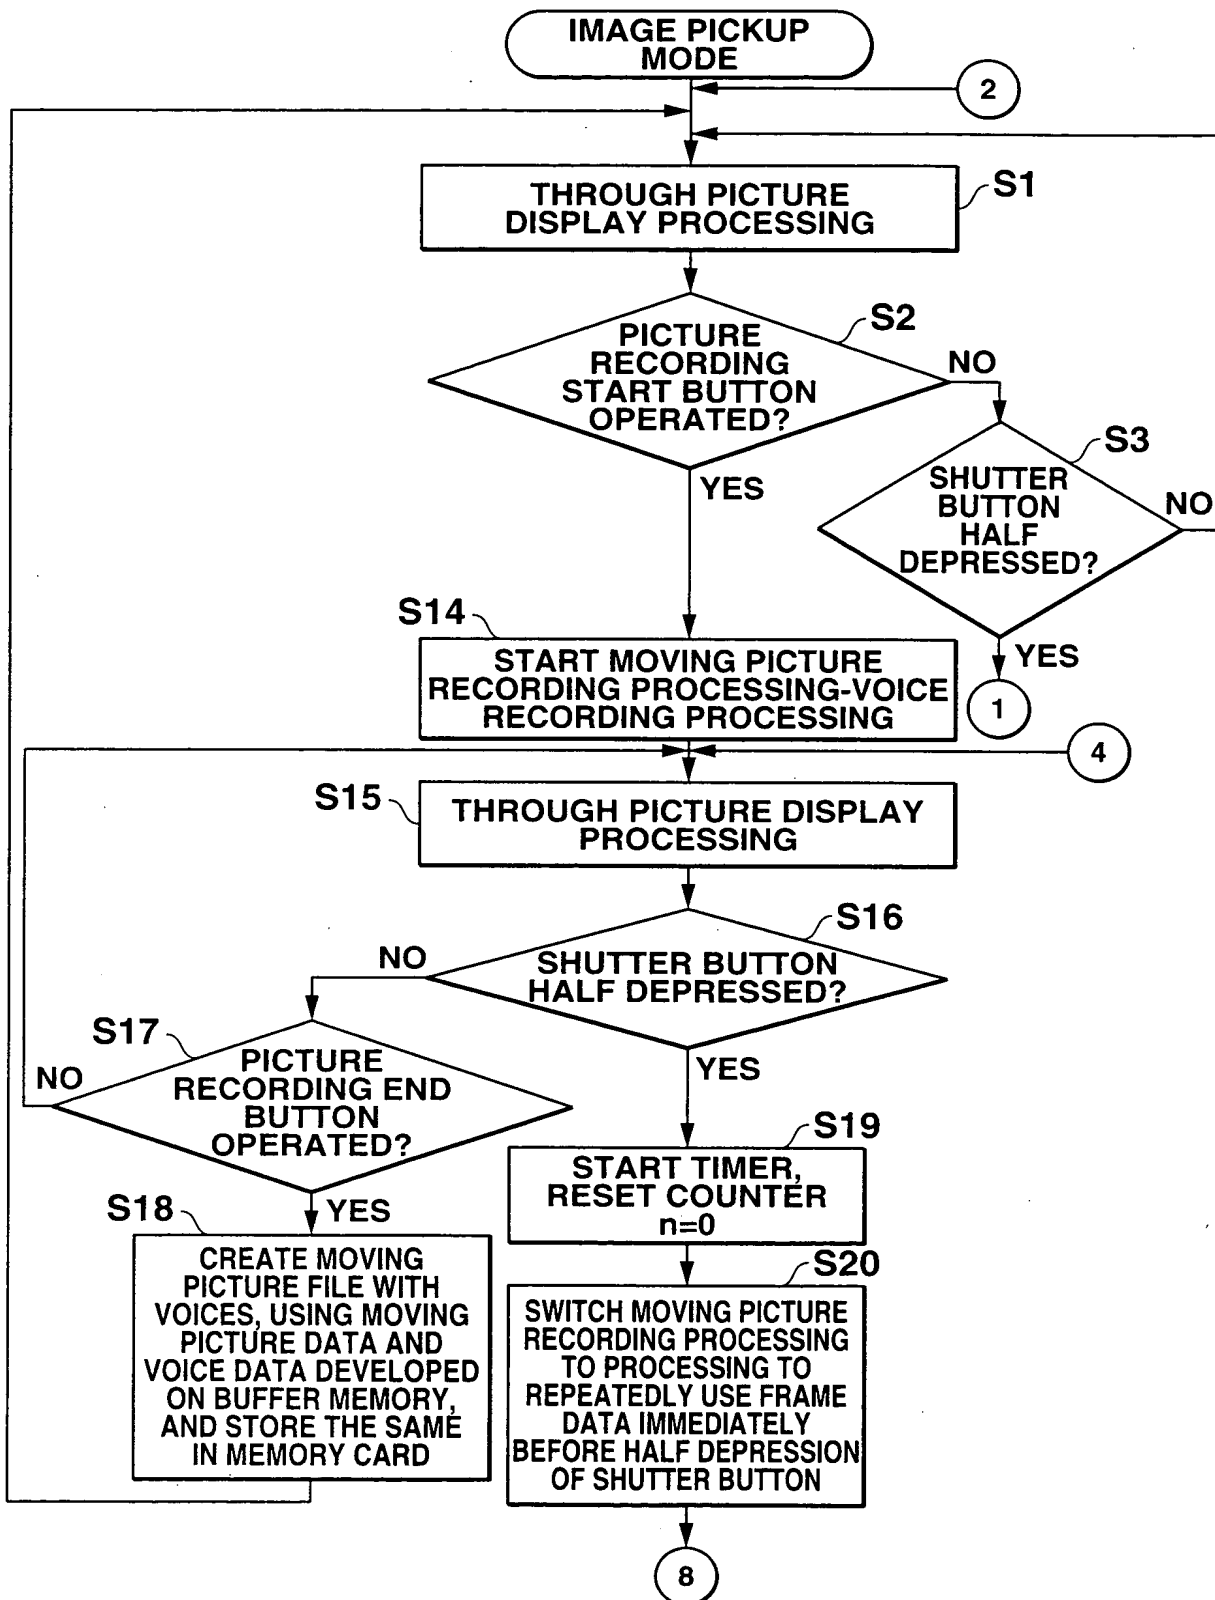 IMAGE PICKUP
MODE
2
S1
THROUGH PICTURE
DISPLAY PROCESSING
S2
PICTURE
RECORDING
START BUTTON
OPERATED?
NO
YES
S3
SHUTTER
BUTTON
HALF
DEPRESSED?
NO
YES
1
S14
START MOVING PICTURE
RECORDING PROCESSING-VOICE
RECORDING PROCESSING
4
S15
THROUGH PICTURE DISPLAY
PROCESSING
S16
SHUTTER BUTTON
HALF DEPRESSED?
NO
YES
S17
PICTURE
RECORDING END
BUTTON
OPERATED?
NO
YES
S18
CREATE MOVING
PICTURE FILE WITH
VOICES, USING MOVING
PICTURE DATA AND
VOICE DATA DEVELOPED
ON BUFFER MEMORY,
AND STORE THE SAME
IN MEMORY CARD
S19
START TIMER,
RESET COUNTER
n=0
S20
SWITCH MOVING PICTURE
RECORDING PROCESSING
TO PROCESSING TO
REPEATEDLY USE FRAME
DATA IMMEDIATELY
BEFORE HALF DEPRESSION
OF SHUTTER BUTTON
8